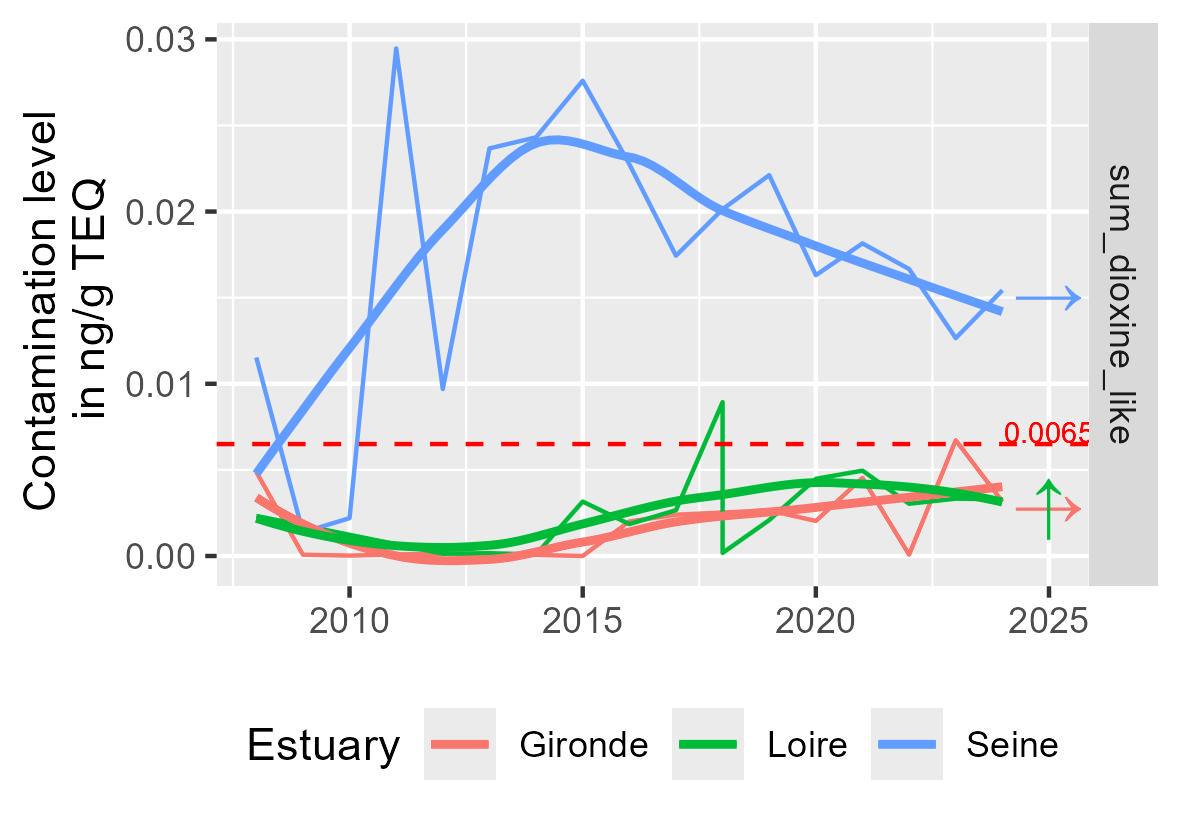 Contamination level
in ng/g TEQ
0.03
0.02
0.01
0.00
0.0065
sum_dioxine_like
2010
2015
2020
2025
Estuary
Gironde
Loire
Seine